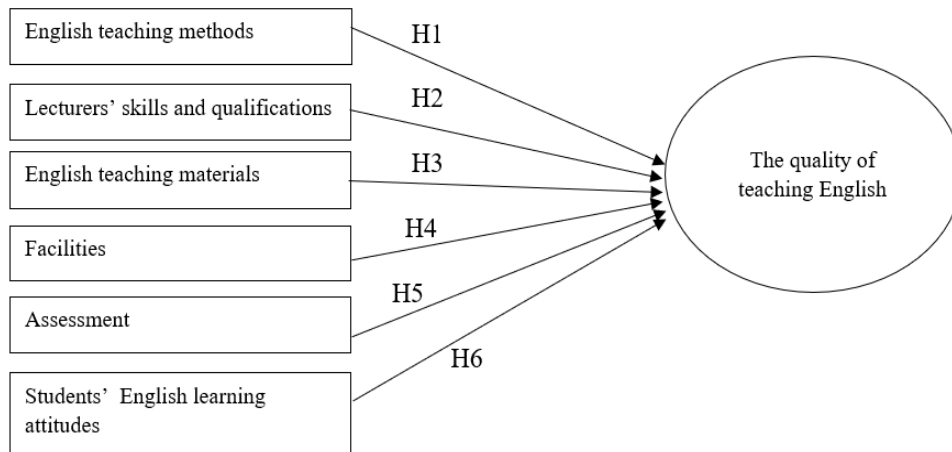 English teaching methods
H1
Lecturers’ skills and qualifications
H2
English teaching materials
H3
The quality of
teaching English
Facilities
H4
Assessment
H5
Students’ English learning
attitudes
H6